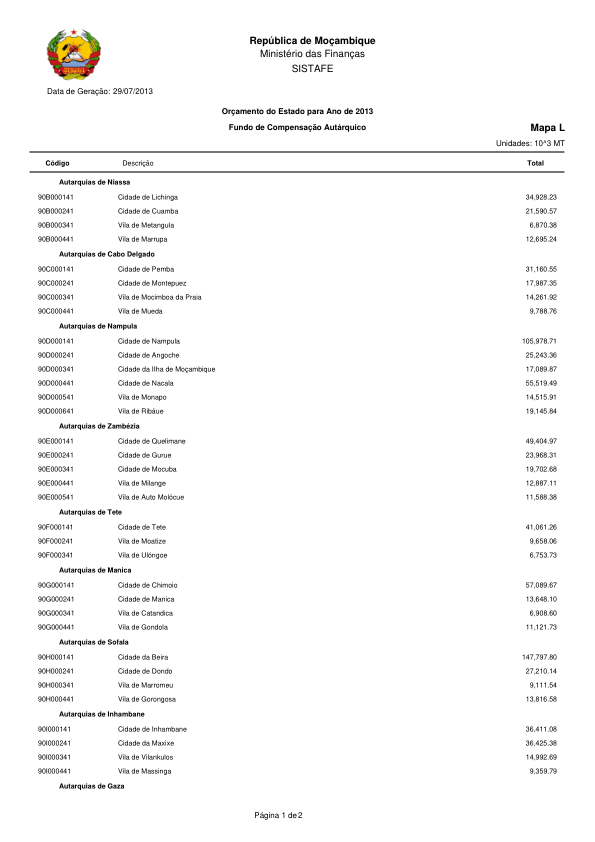 República de Moçambique
Ministério das Finanças
SISTAFE
Data de Geração: 29/07/2013
Orçamento do Estado para Ano de 2013
Fundo de Compensação Autárquico
Mapa L
Unidades: 10^3 MT
Código Descrição Total
Autarquias de Niassa
90B000141 Cidade de Lichinga 34,928.23
90B000241 Cidade de Cuamba 21,590.57
90B000341 Vila de Metangula 6,870.38
90B000441 Vila de Marrupa 12,695.24
Autarquias de Cabo Delgado
90C000141 Cidade de Pemba 31,160.55
90C000241 Cidade de Montepuez 17,987.35
90C000341 Vila de Mocimboa da Praia 14,261.92
90C000441 Vila de Mueda 9,788.76
Autarquias de Nampula
90D000141 Cidade de Nampula 105,978.71
90D000241 Cidade de Angoche 25,243.36
90D000341 Cidade da Ilha de Moçambique 17,089.87
90D000441 Cidade de Nacala 55,519.49
90D000541 Vila de Monapo 14,515.91
90D000641 Vila de Ribáue 19,145.84
Autarquias de Zambézia
90E000141 Cidade de Quelimane 49,404.97
90E000241 Cidade de Gurue 23,968.31
90E000341 Cidade de Mocuba 19,702.68
90E000441 Vila de Milange 12,887.11
90E000541 Vila de Auto Molócue 11,588.38
Autarquias de Tete
90F000141 Cidade de Tete 41,061.26
90F000241 Vila de Moatize 9,658.06
90F000341 Vila de Ulóngoe 6,753.73
Autarquias de Manica
90G000141 Cidade de Chimoio 57,089.67
90G000241 Cidade de Manica 13,648.10
90G000341 Vila de Catandica 6,908.60
90G000441 Vila de Gondola 11,121.73
Autarquias de Sofala
90H000141 Cidade da Beira 147,797.80
90H000241 Cidade de Dondo 27,210.14
90H000341 Vila de Marromeu 9,111.54
90H000441 Vila de Gorongosa 13,816.58
Autarquias de Inhambane
90I000141 Cidade de Inhambane 36,411.08
90I000241 Cidade da Maxixe 36,425.38
90I000341 Vila de Vilankulos 14,992.69
90I000441 Vila de Massinga 9,359.79
Autarquias de Gaza
Página 1 de 2